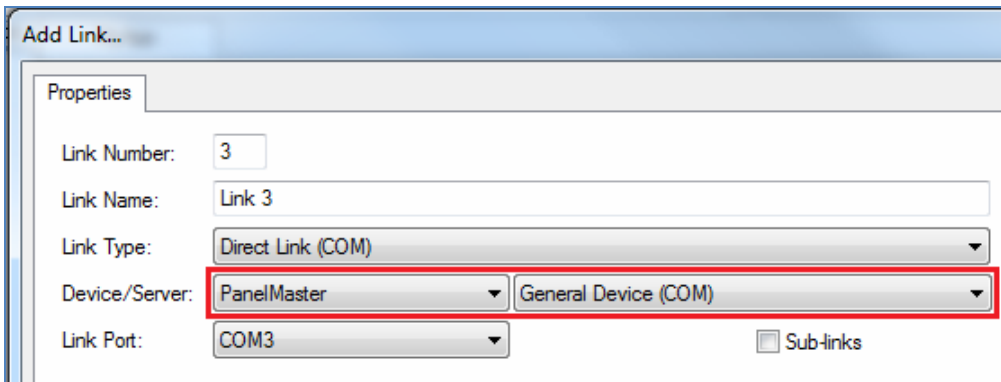 Add Link...
Properties
Link Number: 3
Link Name: Link 3
Link Type: Direct Link (COM)
Device/Server: PanelMaster General Device (COM)
Link Port: COM3 Sub-links